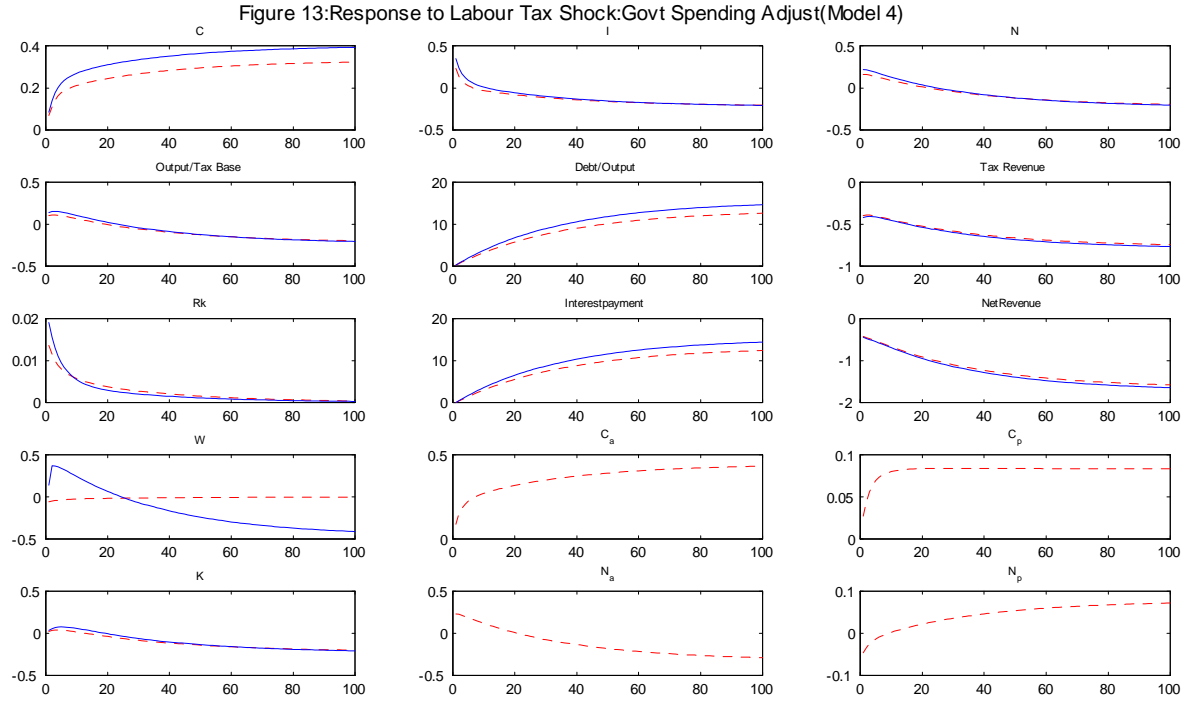 Figure 13:Response to Labour Tax Shock:Govt Spending Adjust(Model 4)
C
0.4
0.2
0
0 20 40 60 80 100
I
0.5
0
-0.5
0 20 40 60 80 100
N
0.5
0
-0.5
0 20 40 60 80 100
Output/Tax Base
0.5
0
-0.5
0 20 40 60 80 100
Debt/Output
20
10
0
0 20 40 60 80 100
Tax Revenue
0
-0.5
-1
0 20 40 60 80 100
Rk
0.02
0.01
0
0 20 40 60 80 100
Interestpayment
20
10
0
0 20 40 60 80 100
NetRevenue
0
-1
-2
0 20 40 60 80 100
W
0.5
0
-0.5
0 20 40 60 80 100
C_a
0.5
0
0 20 40 60 80 100
C_p
0.1
0.05
0
0 20 40 60 80 100
K
0.5
0
-0.5
0 20 40 60 80 100
N_a
0.5
0
-0.5
0 20 40 60 80 100
N_p
0.1
0
-0.1
0 20 40 60 80 100